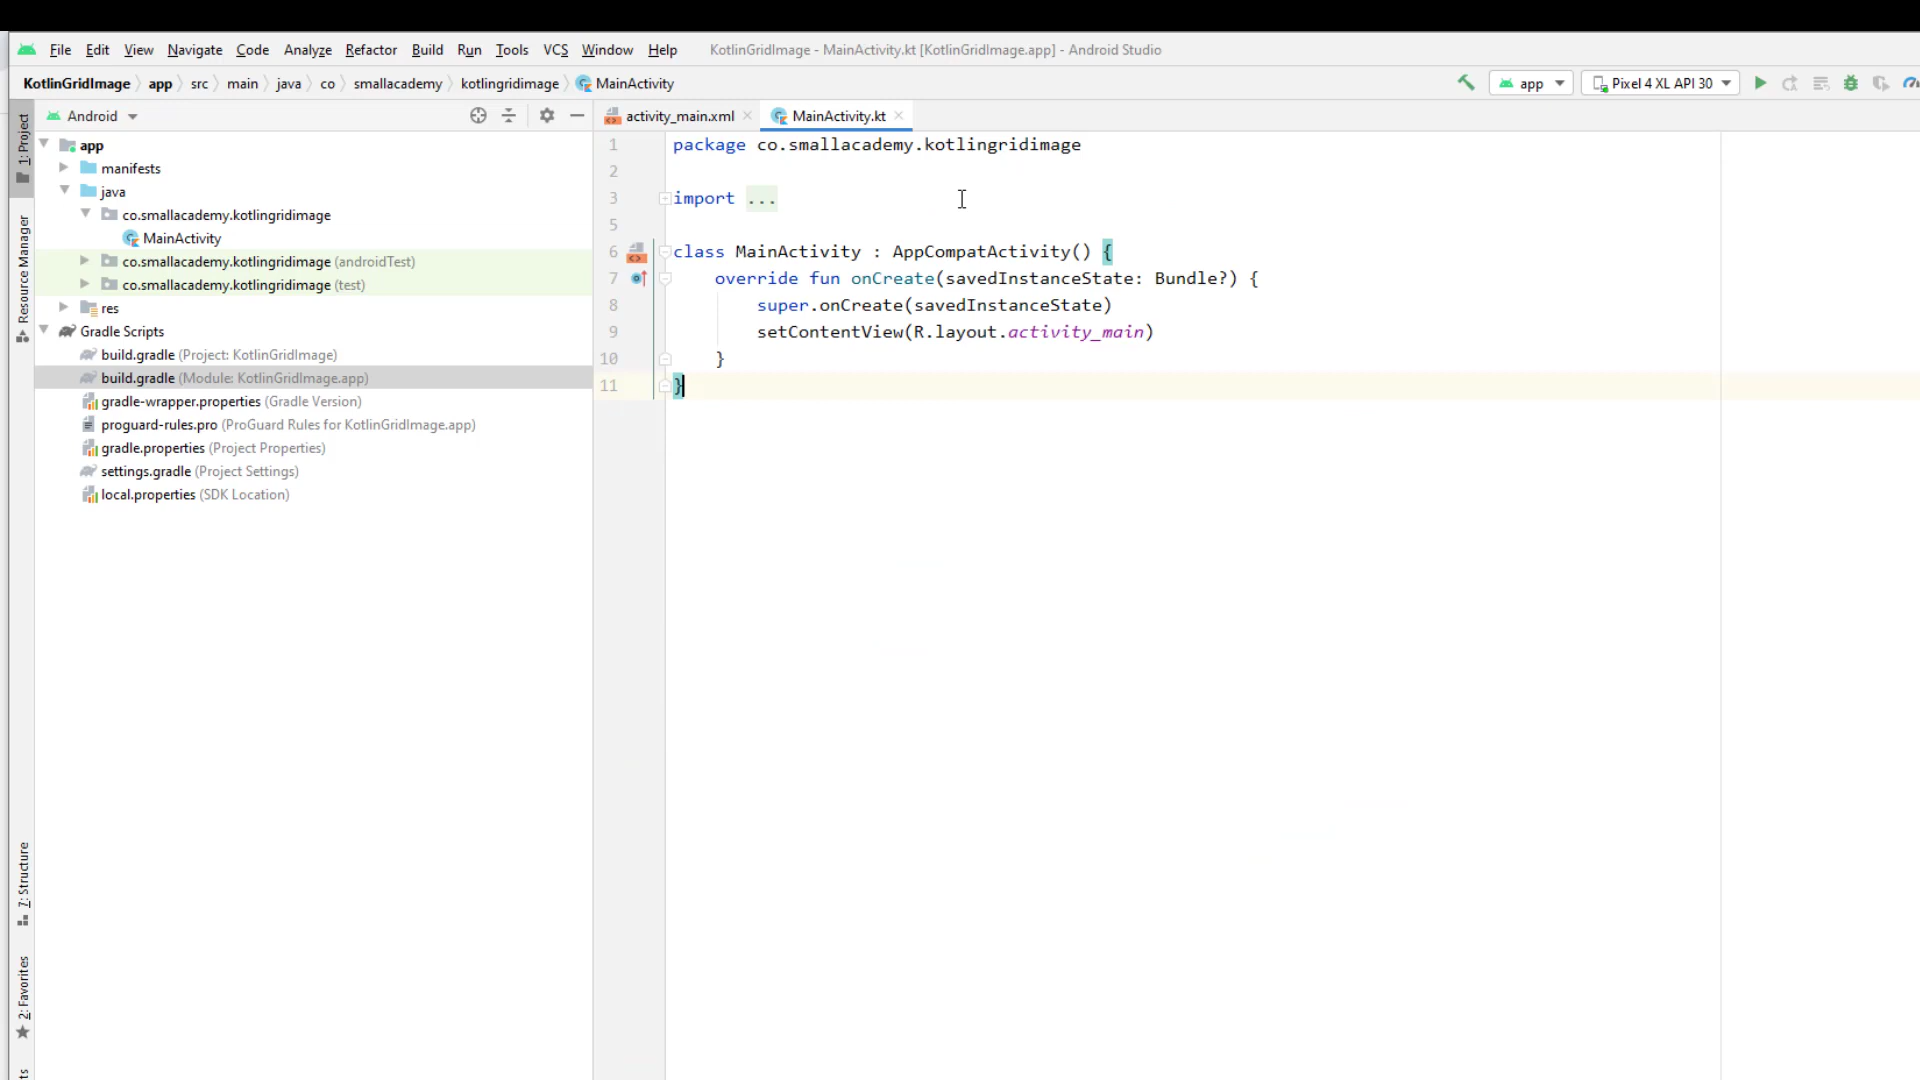 File Edit View Navigate Code Analyze Refactor Build Run Tools VCS Window Help KotlinGridImage - MainActivity.kt [KotlinGridImage.app] - Android Studio
KotlinGridImage app src main java co smallacademy kotlingridimage MainActivity app Pixel 4 XL API 30
1: Project
Resource Manager
7: Structure
2: Favorites
ts
Android
app
manifests
java
co.smallacademy.kotlingridimage
MainActivity
co.smallacademy.kotlingridimage (androidTest)
co.smallacademy.kotlingridimage (test)
res
Gradle Scripts
build.gradle (Project: KotlinGridImage)
build.gradle (Module: KotlinGridImage.app)
gradle-wrapper.properties (Gradle Version)
proguard-rules.pro (ProGuard Rules for KotlinGridImage.app)
gradle.properties (Project Properties)
settings.gradle (Project Settings)
local.properties (SDK Location)
activity_main.xml MainActivity.kt
1 package co.smallacademy.kotlingridimage
2
3 import ...
5
6 class MainActivity : AppCompatActivity() {
7 override fun onCreate(savedInstanceState: Bundle?) {
8 super.onCreate(savedInstanceState)
9 setContentView(R.layout.activity_main)
10 }
11 }